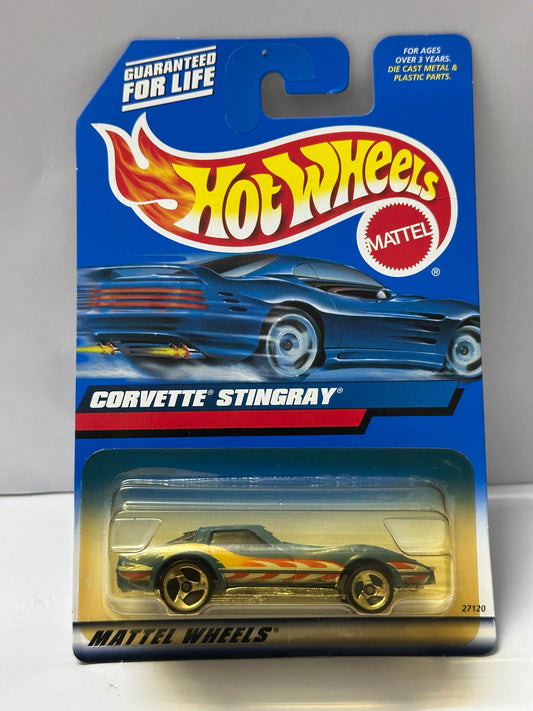 GUARANTEED
FOR LIFE
FOR AGES
OVER 3 YEARS.
DIE CAST METAL &
PLASTIC PARTS.
HOT WHEELS
MATTEL
®
CORVETTE® STINGRAY®
27120
MATTEL WHEELS®